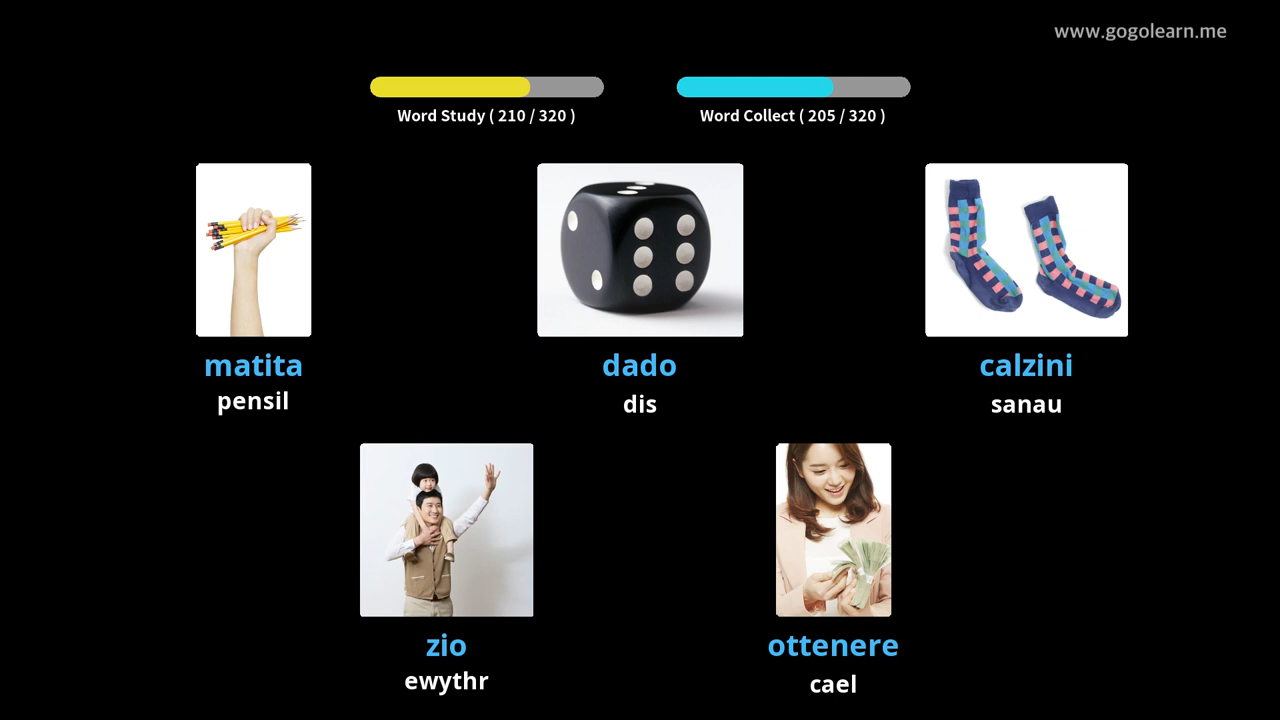 www.gogolearn.me
Word Study ( 210 / 320 )
Word Collect ( 205 / 320 )
matita
pensil
dado
dis
calzini
sanau
zio
ewythr
ottenere
cael